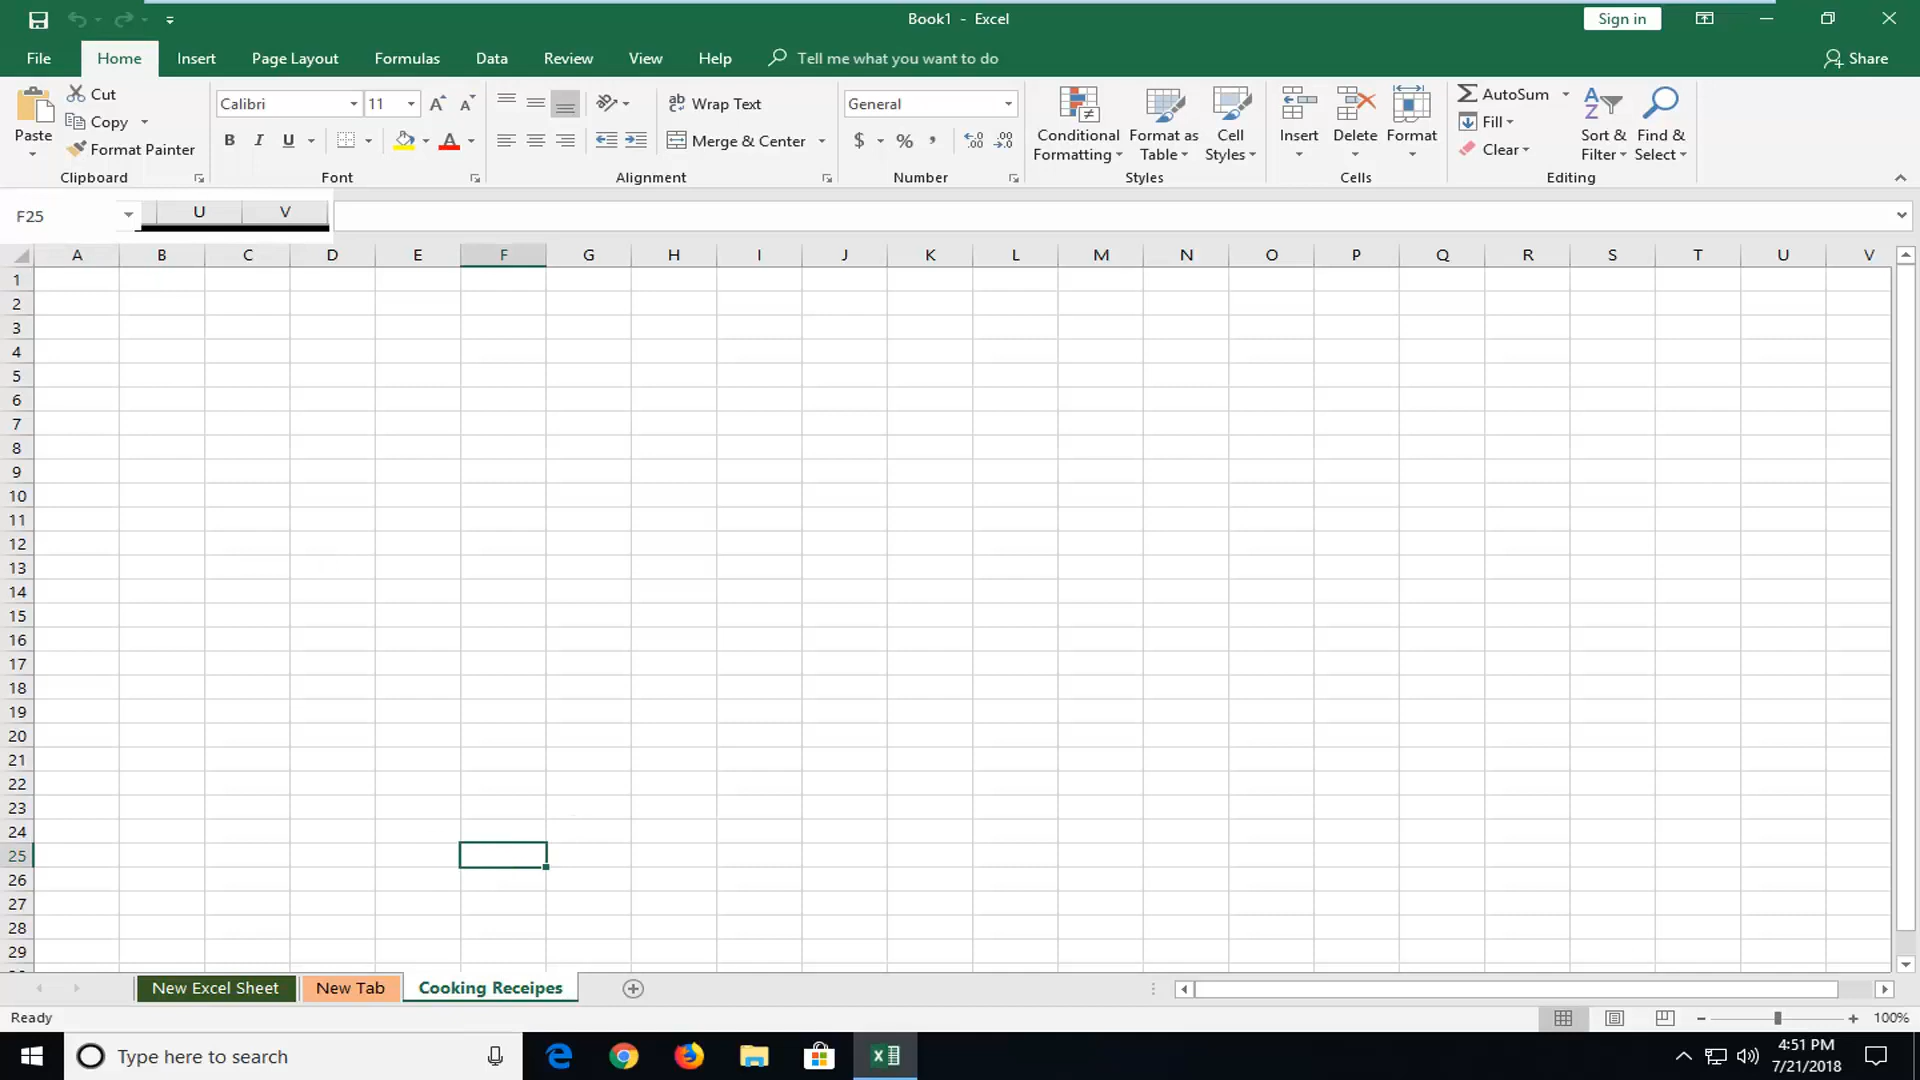 Book1 - Excel
Sign in
File Home Insert Page Layout Formulas Data Review View Help Tell me what you want to do Share
Paste
Cut
Copy
Format Painter
Clipboard
Calibri 11
B I U A
Font
ab Wrap Text
Merge & Center
Alignment
General
$ % ,
Number
Conditional Formatting
Format as Table
Cell Styles
Styles
Insert Delete Format
Cells
AutoSum
Fill
Clear
Sort & Filter
Find & Select
Editing
F25 U V
A B C D E F G H I J K L M N O P Q R S T U V
1
2
3
4
5
6
7
8
9
10
11
12
13
14
15
16
17
18
19
20
21
22
23
24
25
26
27
28
29
New Excel Sheet New Tab Cooking Receipes
Ready 100%
Type here to search
4:51 PM
7/21/2018